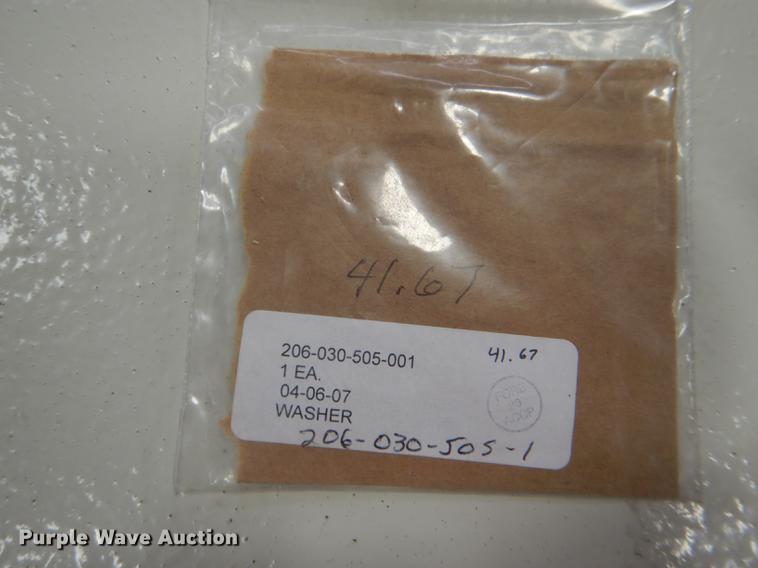 41.67
206-030-505-001
41.67
1 EA.
04-06-07
WASHER
206-030-505-1
Purple Wave Auction